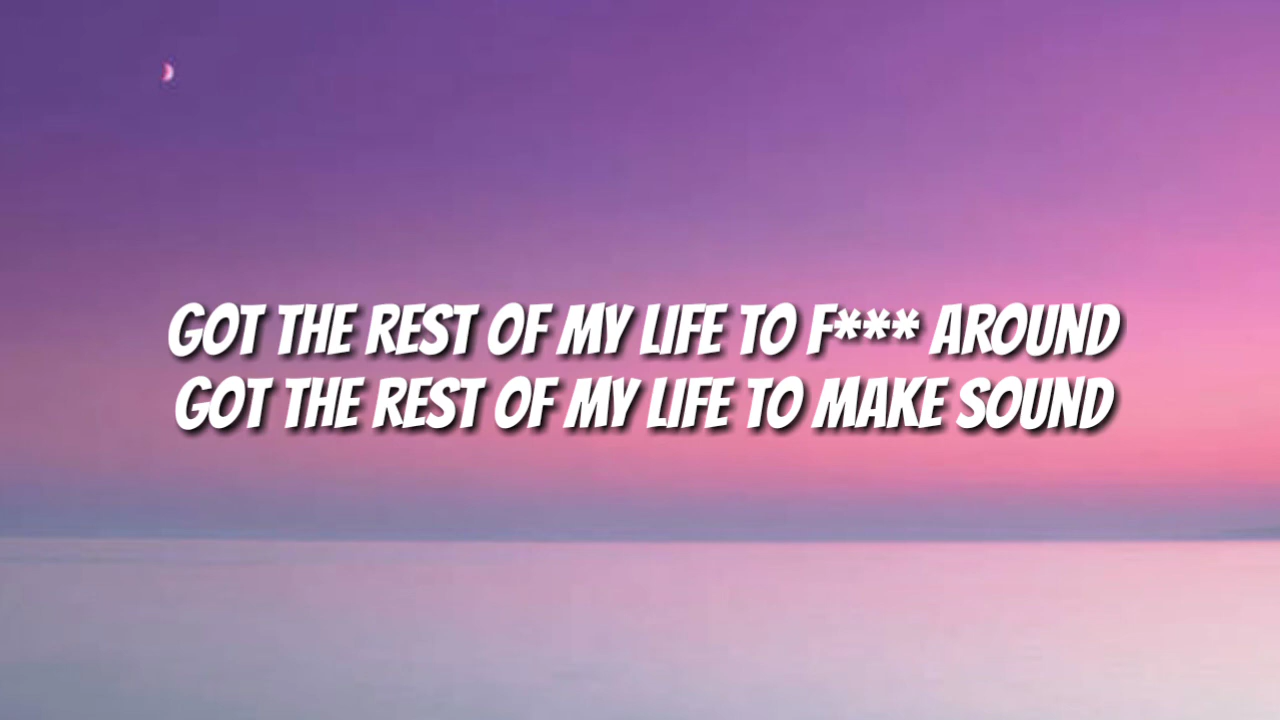 GOT THE REST OF MY LIFE TO F*** AROUND
GOT THE REST OF MY LIFE TO MAKE SOUND